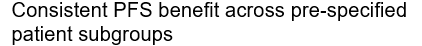 Consistent PFS benefit across pre-specified
patient subgroups